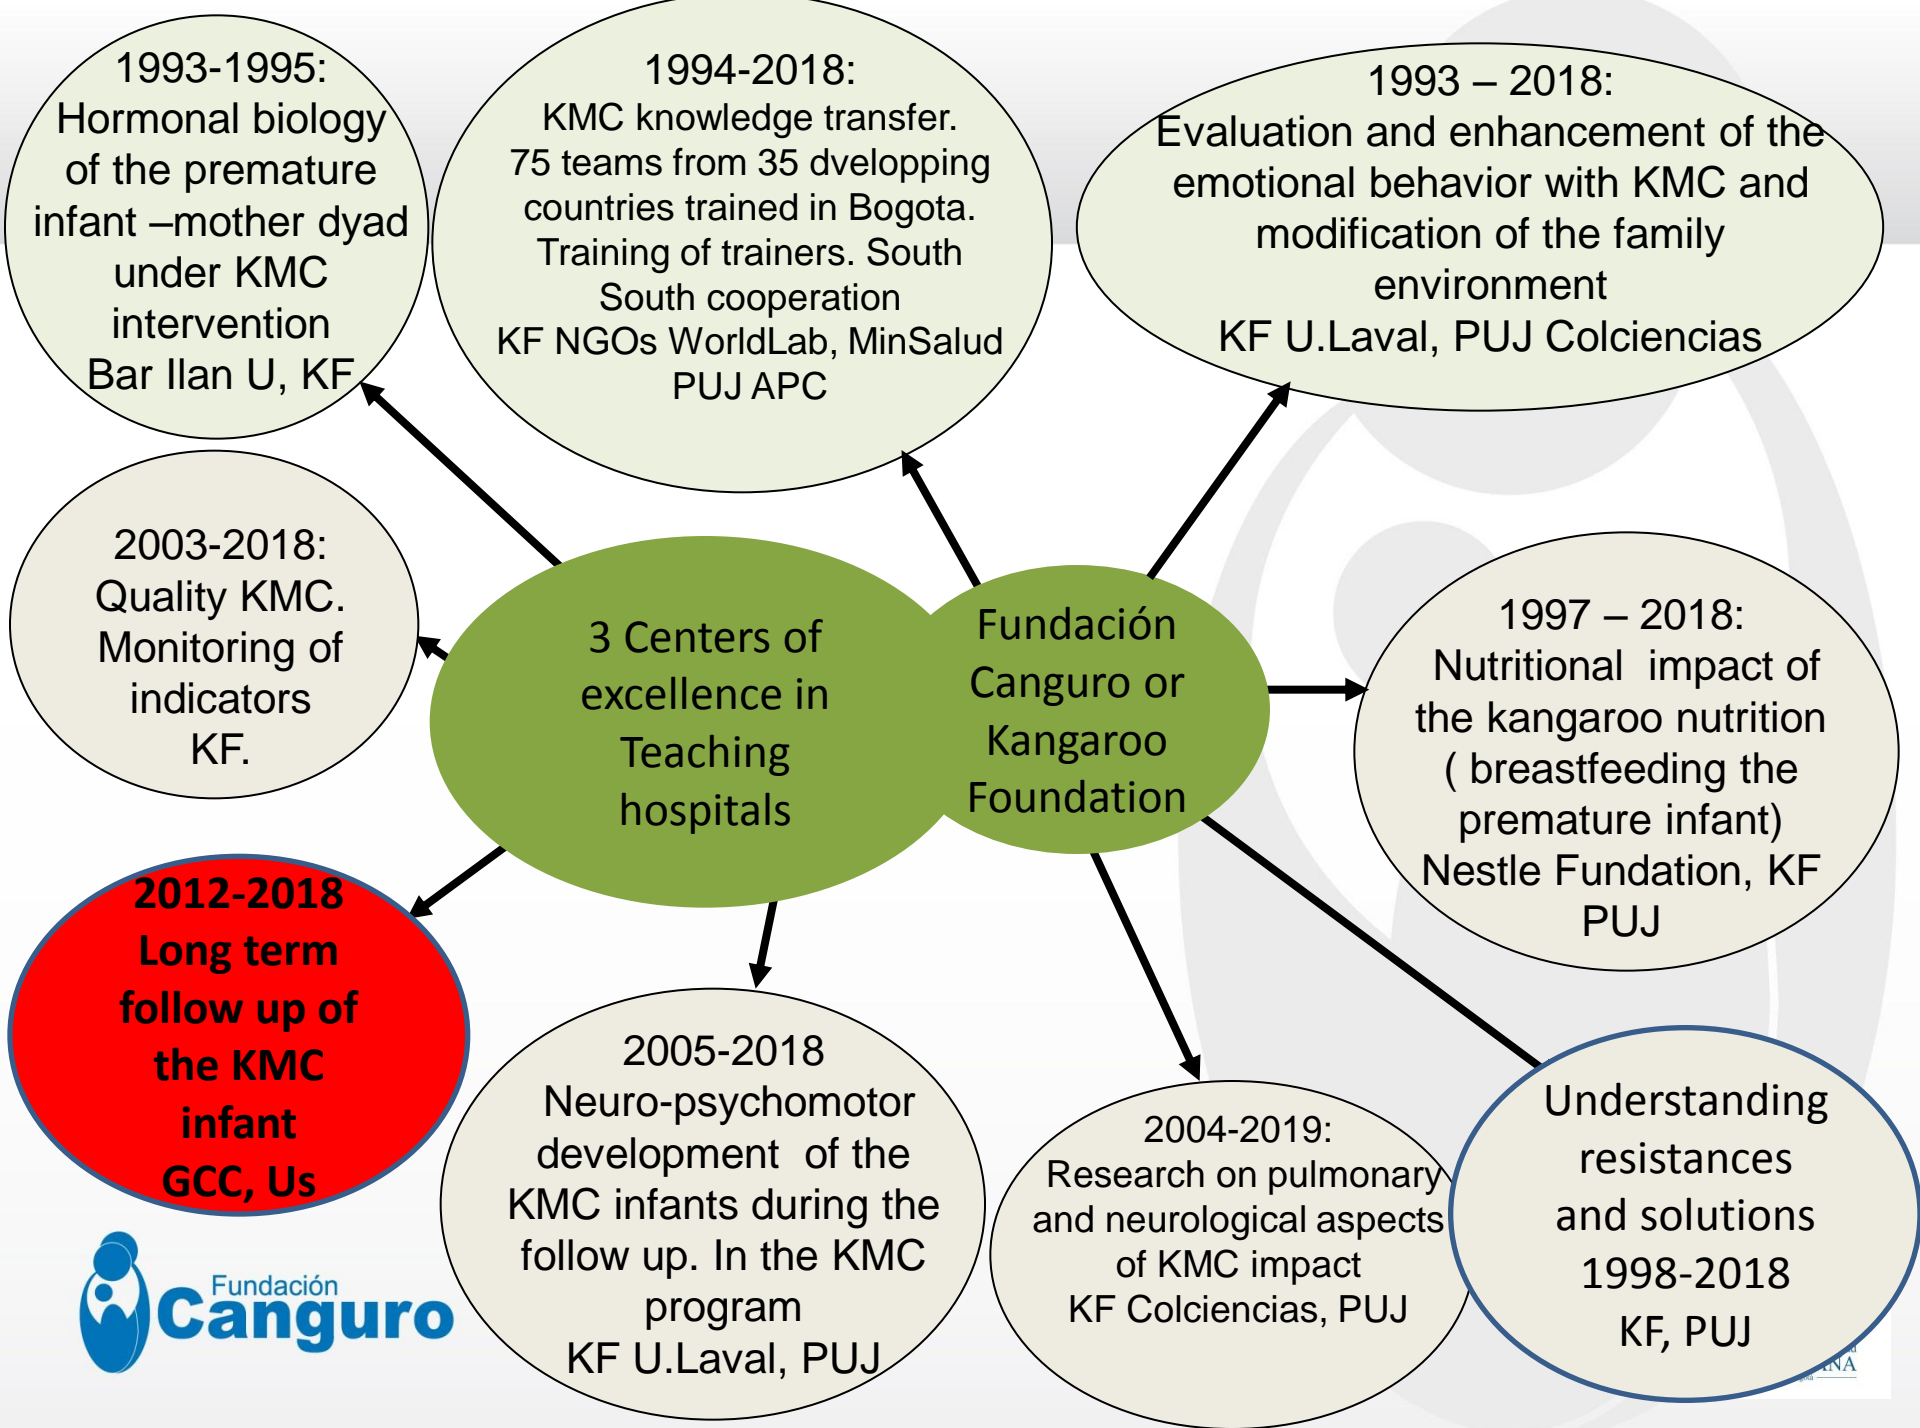 1993-1995:
Hormonal biology
of the premature
infant –mother dyad
under KMC
intervention
Bar Ilan U, KF
1994-2018:
KMC knowledge transfer.
75 teams from 35 dvelopping
countries trained in Bogota.
Training of trainers. South
South cooperation
KF NGOs WorldLab, MinSalud
PUJ APC
1993 – 2018:
Evaluation and enhancement of the
emotional behavior with KMC and
modification of the family
environment
KF U.Laval, PUJ Colciencias
2003-2018:
Quality KMC.
Monitoring of
indicators
KF.
3 Centers of
excellence in
Teaching
hospitals
Fundación
Canguro or
Kangaroo
Foundation
1997 – 2018:
Nutritional impact of
the kangaroo nutrition
( breastfeeding the
premature infant)
Nestle Fundation, KF
PUJ
2012-2018
Long term
follow up of
the KMC
infant
GCC, Us
2005-2018
Neuro-psychomotor
development of the
KMC infants during the
follow up. In the KMC
program
KF U.Laval, PUJ
2004-2019:
Research on pulmonary
and neurological aspects
of KMC impact
KF Colciencias, PUJ
Understanding
resistances
and solutions
1998-2018
KF, PUJ
Fundación
Canguro